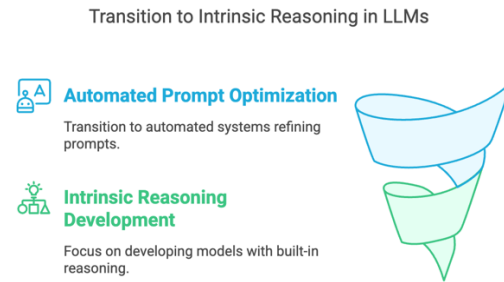 Transition to Intrinsic Reasoning in LLMs
A
Automated Prompt Optimization
Transition to automated systems refining
prompts.
Intrinsic Reasoning
Development
Focus on developing models with built-in
reasoning.